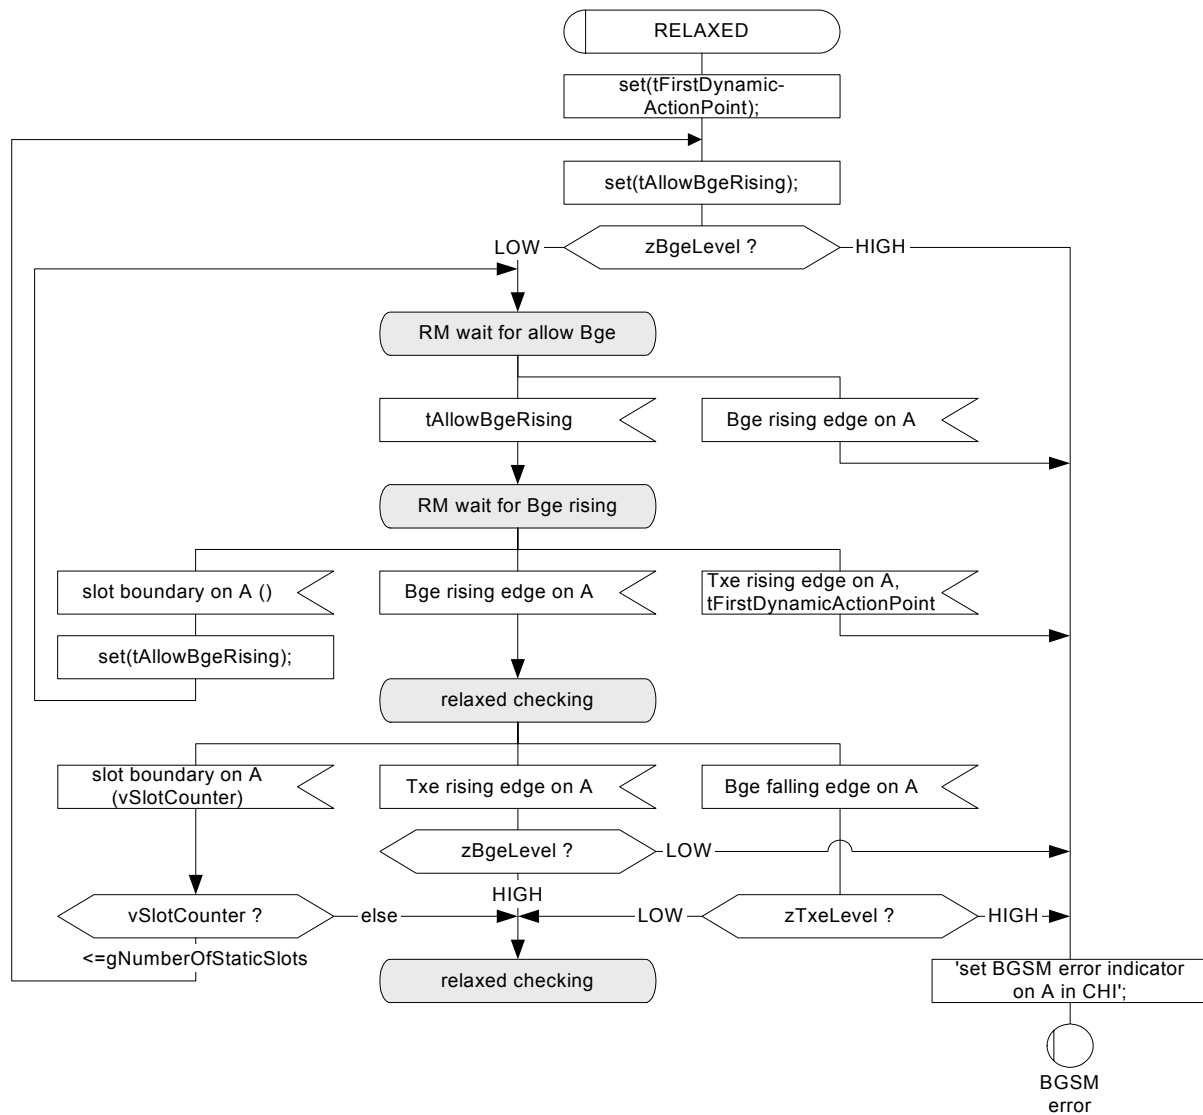 RELAXED
set(tFirstDynamic-
ActionPoint);
set(tAllowBgeRising);
LOW
zBgeLevel ?
HIGH
RM wait for allow Bge
tAllowBgeRising
Bge rising edge on A
RM wait for Bge rising
slot boundary on A ()
Bge rising edge on A
Txe rising edge on A,
tFirstDynamicActionPoint
set(tAllowBgeRising);
relaxed checking
slot boundary on A
(vSlotCounter)
Txe rising edge on A
Bge falling edge on A
zBgeLevel ?
LOW
HIGH
vSlotCounter ?
else
LOW
zTxeLevel ?
HIGH
<=gNumberOfStaticSlots
relaxed checking
'set BGSM error indicator
on A in CHI';
BGSM
error